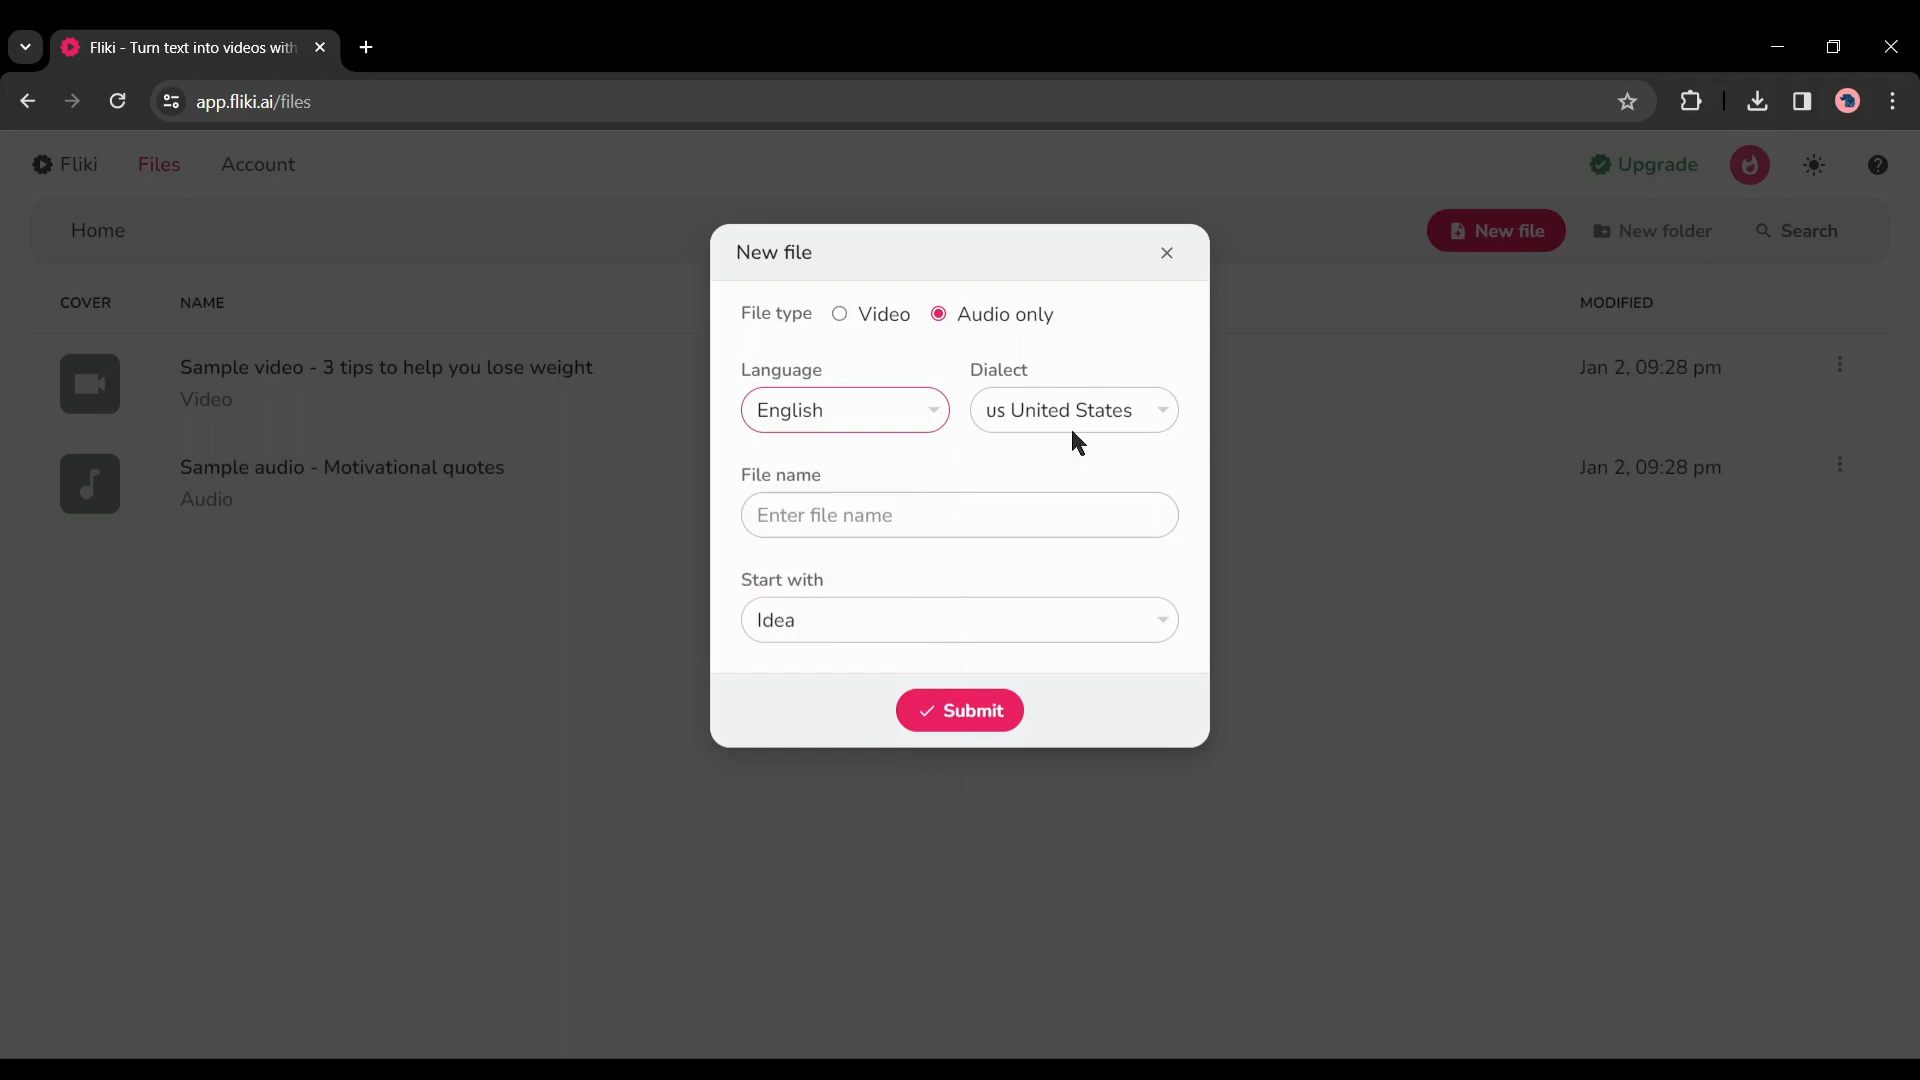 Fliki - Turn text into videos with
app.fliki.ai/files
Fliki Files Account Upgrade
Home New file New folder Search
COVER NAME MODIFIED
Sample video - 3 tips to help you lose weight Jan 2, 09:28 pm
Video
Sample audio - Motivational quotes Jan 2, 09:28 pm
Audio
New file
File type Video Audio only
Language Dialect
English us United States
File name
Enter file name
Start with
Idea
Submit